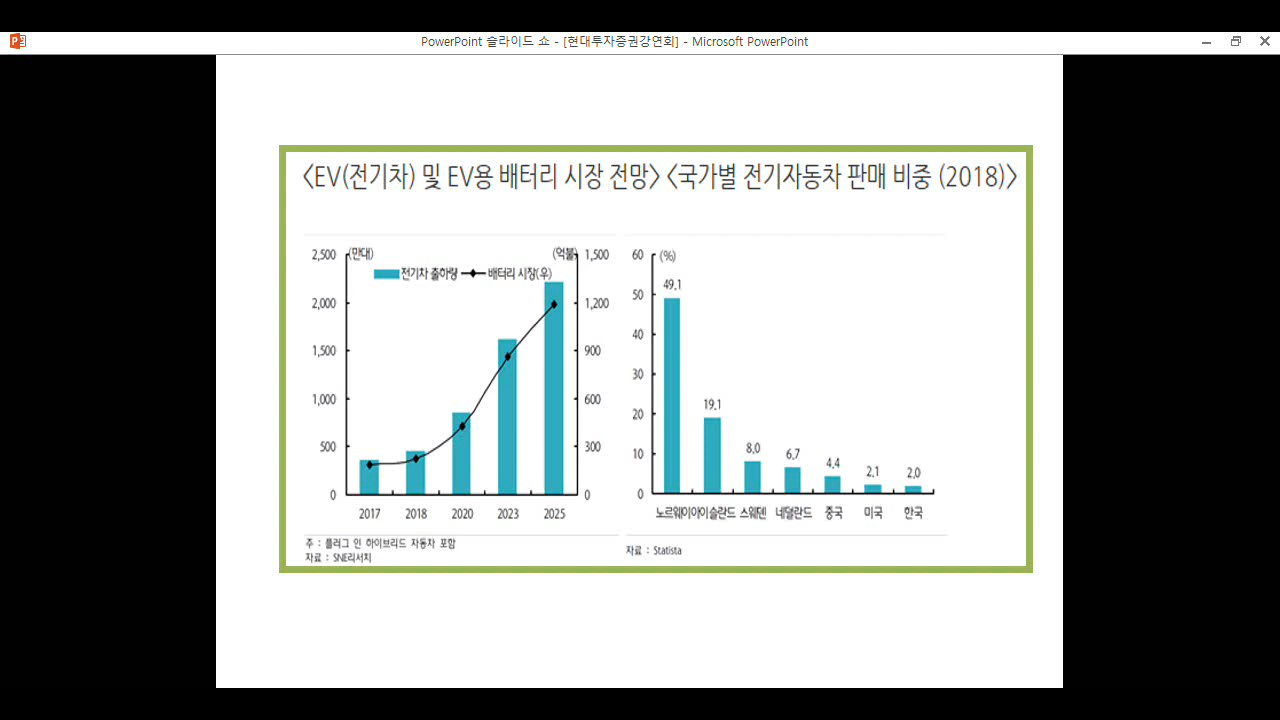 PowerPoint 슬라이드 쇼 - [현대투자증권강연회] - Microsoft PowerPoint
<EV(전기차) 및 EV용 배터리 시장 전망> <국가별 전기자동차 판매 비중 (2018)>
(만대)
(억불)
전기차 출하량
배터리 시장(우)
2,500
2,000
1,500
1,000
500
0
1,500
1,200
900
600
300
0
2017 2018 2020 2023 2025
주 : 플러그 인 하이브리드 자동차 포함
자료 : SNE리서치
(%)
60
50
40
30
20
10
0
49.1
19.1
8.0
6.7
4.4
2.1
2.0
노르웨이 아이슬란드 스웨덴 네덜란드 중국 미국 한국
자료 : Statista